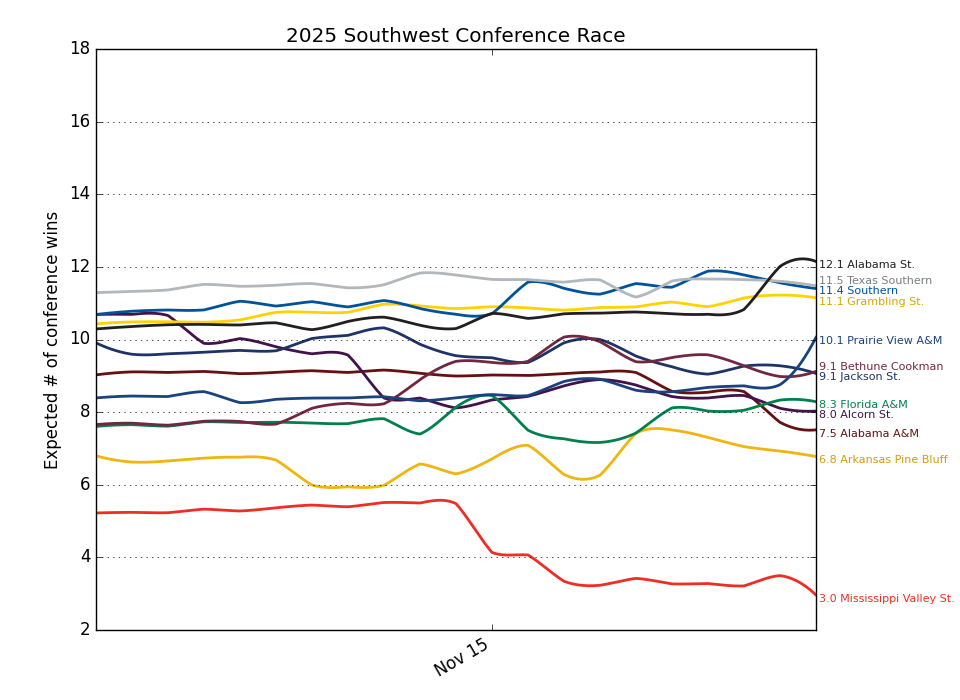 2025 Southwest Conference Race
Expected # of conference wins
18
16
14
12
10
8
6
4
2
Nov 15
12.1 Alabama St.
11.5 Texas Southern
11.4 Southern
11.1 Grambling St.
10.1 Prairie View A&M
9.1 Bethune Cookman
9.1 Jackson St.
8.3 Florida A&M
8.0 Alcorn St.
7.5 Alabama A&M
6.8 Arkansas Pine Bluff
3.0 Mississippi Valley St.